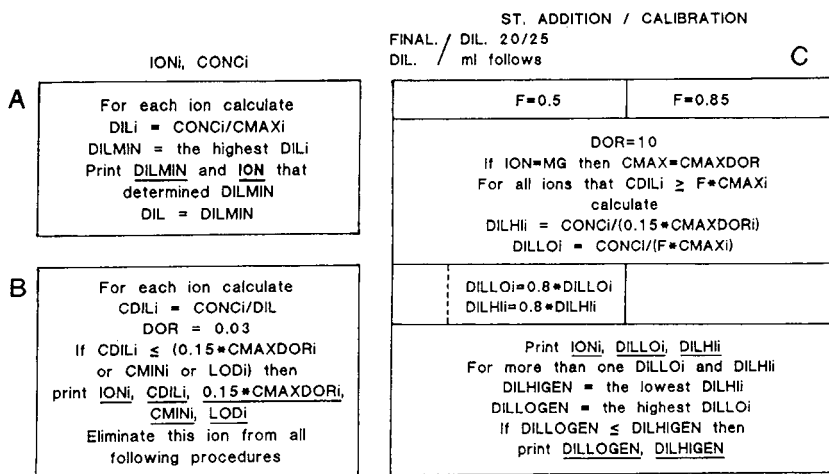 IONi, CONCi
A
For each ion calculate
DILi = CONCi/CMAXi
DILMIN = the highest DILi
Print DILMIN and ION that
determined DILMIN
DIL = DILMIN
B
For each ion calculate
CDILi = CONCi/DIL
DOR = 0.03
If CDILi ≤ (0.15*CMAXDORi
or CMINi or LODi) then
print IONi, CDILi, 0.15*CMAXDORi,
CMINi, LODi
Eliminate this ion from all
following procedures
ST. ADDITION / CALIBRATION
FINAL. / DIL. 20/25
DIL. / ml follows
C
F=0.5 F=0.85
DOR=10
If ION=MG then CMAX=CMAXDOR
For all ions that CDILi ≥ F*CMAXi
calculate
DILHIi = CONCi/(0.15*CMAXDORi)
DILLOi = CONCi/(F*CMAXi)
DILLOi=0.8*DILLOi
DILHIi=0.8*DILHIi
Print IONi, DILLOi, DILHIi
For more than one DILLOi and DILHIi
DILHIGEN = the lowest DILHIi
DILLOGEN = the highest DILLOi
If DILLOGEN ≤ DILHIGEN then
print DILLOGEN, DILHIGEN